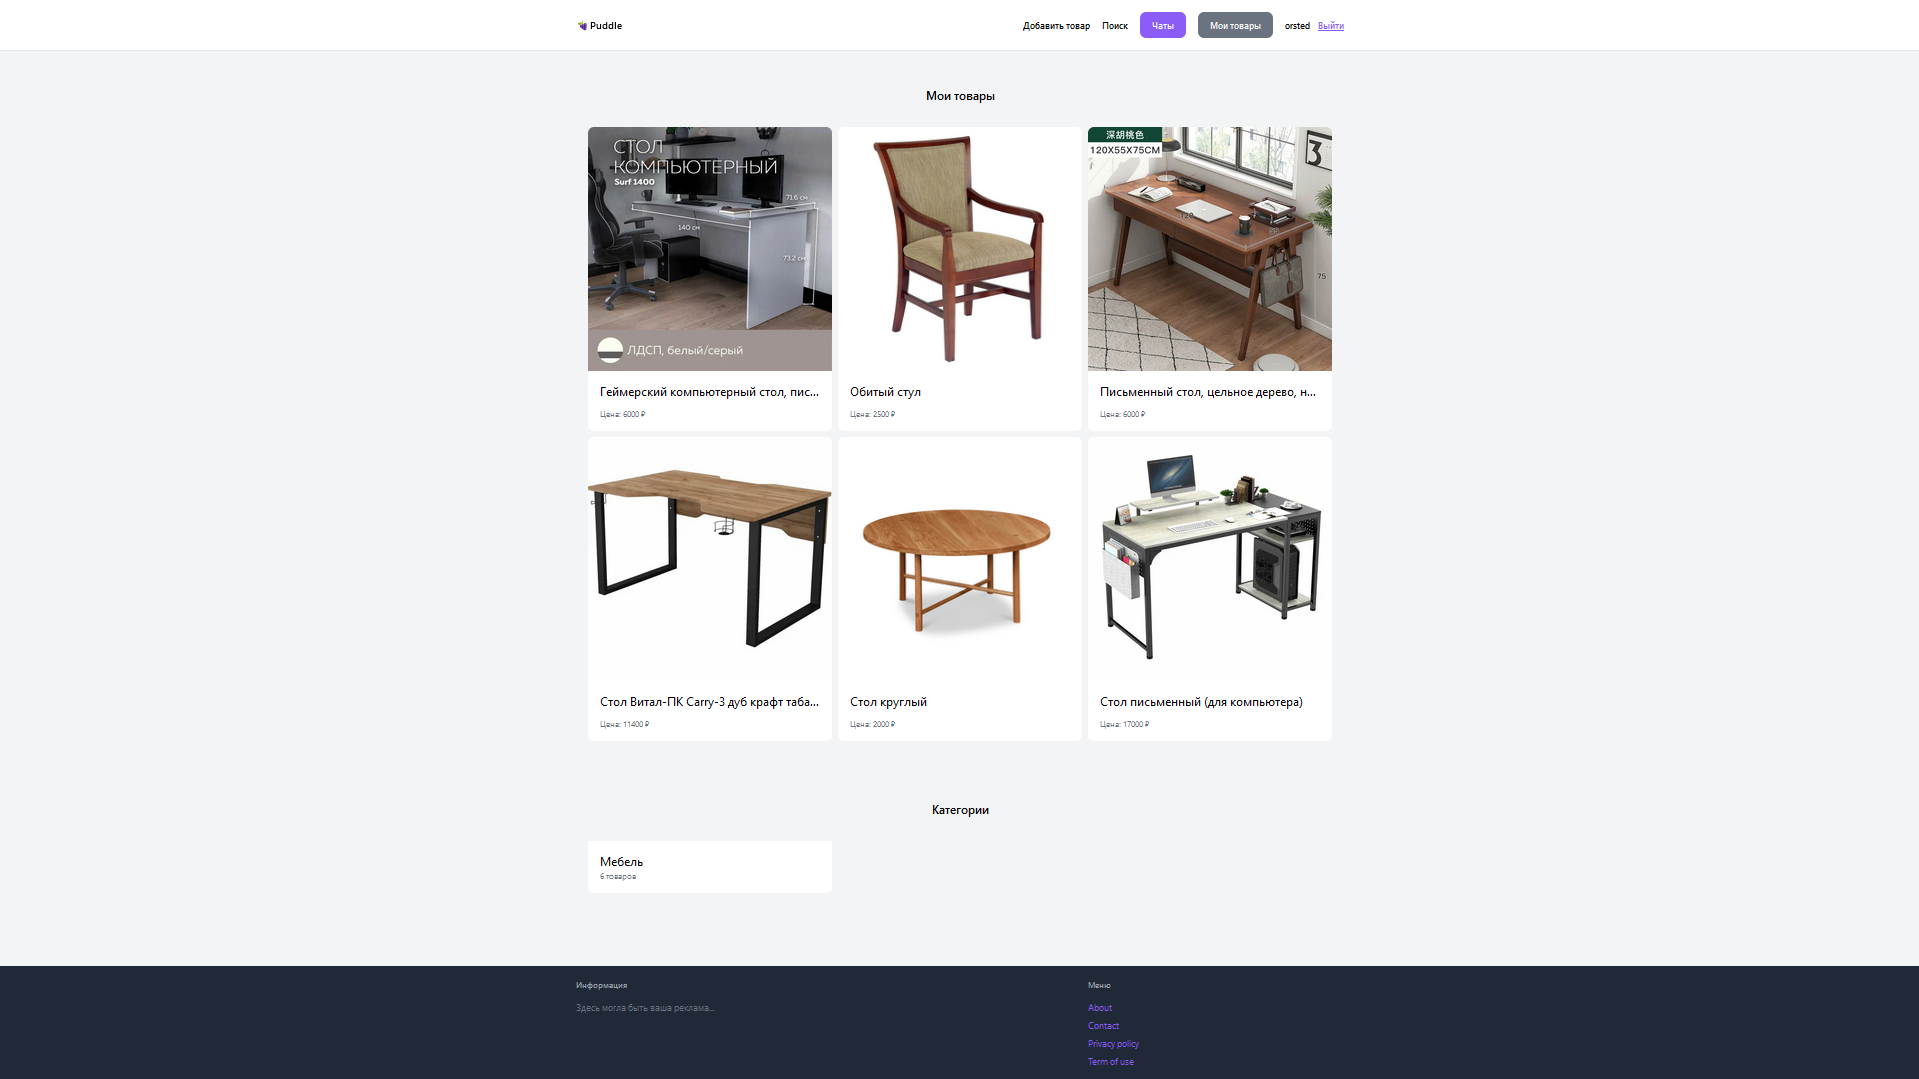 Puddle
Добавить товар Поиск Чаты Мои товары orsted Выйти
Мои товары
СТОЛ
КОМПЬЮТЕРНЫЙ
Surf 1400
71.6 см
140 см
73.2 см
ЛДСП, белый/серый
Геймерский компьютерный стол, пис...
Цена: 6000 ₽
Обитый стул
Цена: 2500 ₽
深胡桃色
120X55X75CM
3
120
55
75
Письменный стол, цельное дерево, н...
Цена: 6000 ₽
Стол Витал-ПК Carry-3 дуб крафт таба...
Цена: 11400 ₽
Стол круглый
Цена: 2000 ₽
Стол письменный (для компьютера)
Цена: 17000 ₽
Категории
Мебель
6 товаров
Информация
Здесь могла быть ваша реклама...
Меню
About
Contact
Privacy policy
Term of use